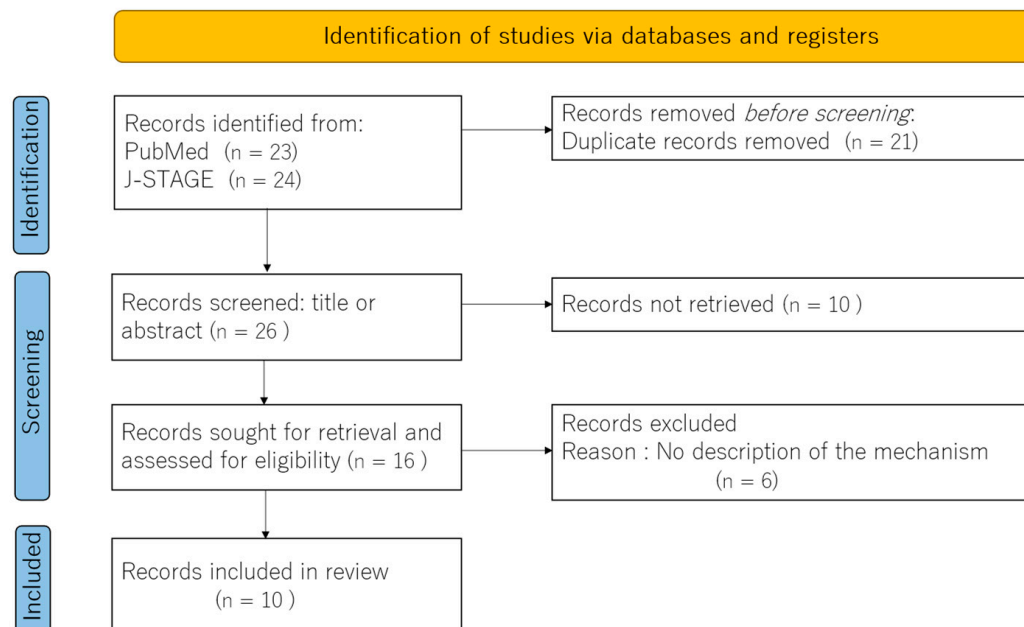 Identification of studies via databases and registers
Identification
Records identified from:
PubMed (n = 23)
J-STAGE (n = 24)
Records removed before screening:
Duplicate records removed (n = 21)
Screening
Records screened: title or
abstract (n = 26 )
Records not retrieved (n = 10 )
Records sought for retrieval and
assessed for eligibility (n = 16 )
Records excluded
Reason : No description of the mechanism
(n = 6)
Included
Records included in review
(n = 10 )